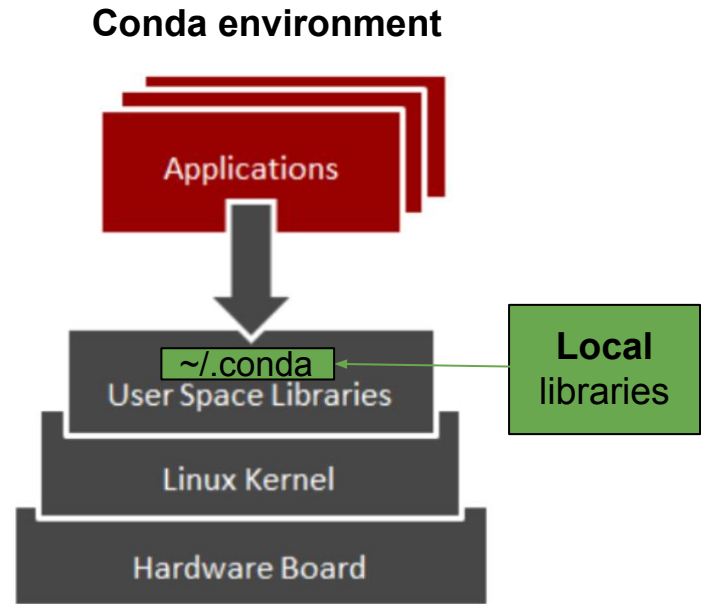 Conda environment
Applications
~/.conda
User Space Libraries
Local
libraries
Linux Kernel
Hardware Board